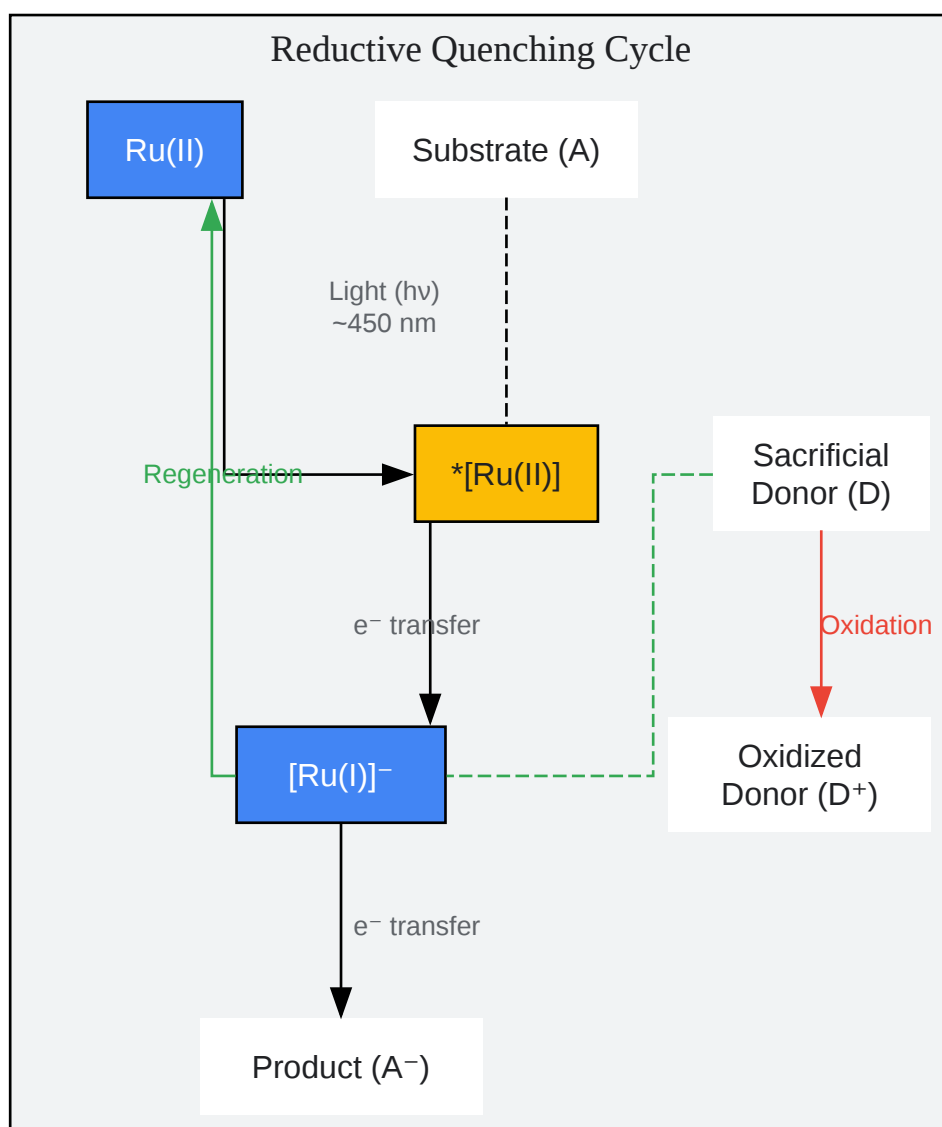 Reductive Quenching Cycle
Ru(II)
Substrate (A)
Light (hν)
~450 nm
Regeneration
*[Ru(II)]
Sacrificial
Donor (D)
e⁻ transfer
Oxidation
[Ru(I)]⁻
Oxidized
Donor (D⁺)
e⁻ transfer
Product (A⁻)